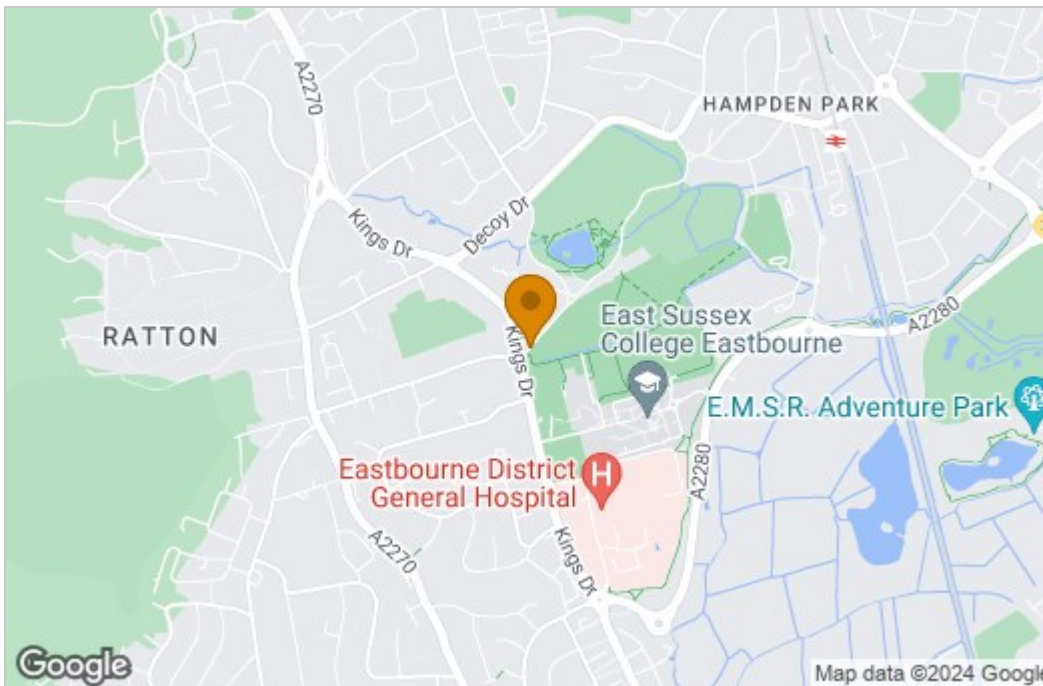 A2270
HAMPDEN PARK
Kings Dr
Decoy Dr
RATTON
Kings Dr
East Sussex
College Eastbourne
A2280
E.M.S.R. Adventure Park
Eastbourne District
General Hospital
H
A2280
A2270
Kings Dr
Google
Map data ©2024 Google